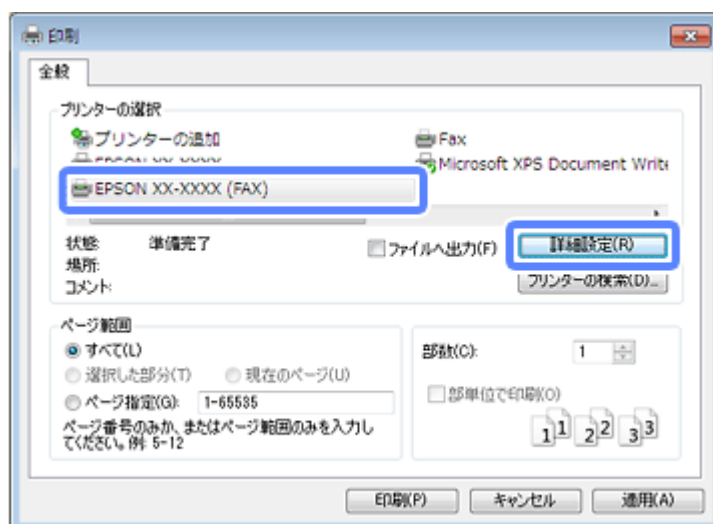 印刷
全般
プリンターの選択
プリンターの追加
Fax
Microsoft XPS Document Write
EPSON XX-XXXX (FAX)
状態: 準備完了
場所:
コメント:
ファイルへ出力(F)
詳細設定(R)
プリンターの検索(D)...
ページ範囲
すべて(L)
選択した部分(T) 現在のページ(U)
ページ指定(G): 1-65535
ページ番号のみか、またはページ範囲のみを入力し
てください。例: 5-12
部数(C): 1
部単位で印刷(O)
1 1 2 2 3 3
印刷(P) キャンセル 適用(A)